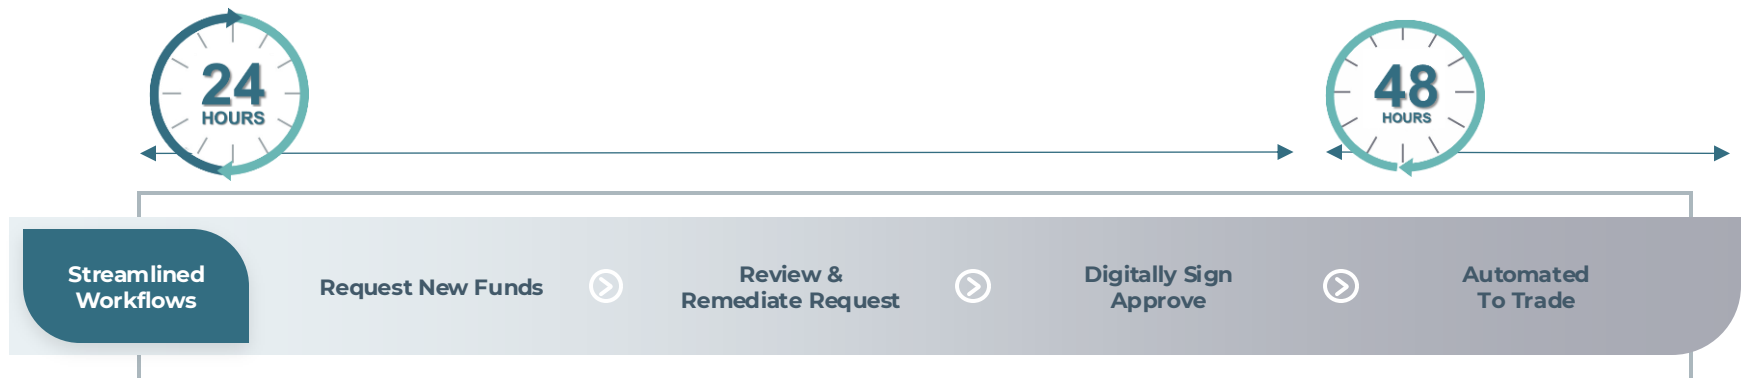 24
HOURS
48
HOURS
Streamlined
Workflows
Request New Funds
Review &
Remediate Request
Digitally Sign
Approve
Automated
To Trade